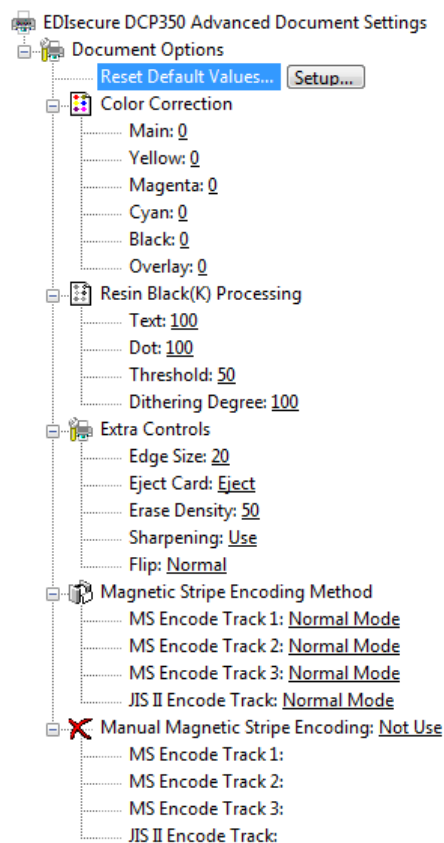 EDIsecure DCP350 Advanced Document Settings
Document Options
Reset Default Values... Setup...
Color Correction
Main: 0
Yellow: 0
Magenta: 0
Cyan: 0
Black: 0
Overlay: 0
Resin Black(K) Processing
Text: 100
Dot: 100
Threshold: 50
Dithering Degree: 100
Extra Controls
Edge Size: 20
Eject Card: Eject
Erase Density: 50
Sharpening: Use
Flip: Normal
Magnetic Stripe Encoding Method
MS Encode Track 1: Normal Mode
MS Encode Track 2: Normal Mode
MS Encode Track 3: Normal Mode
JIS II Encode Track: Normal Mode
Manual Magnetic Stripe Encoding: Not Use
MS Encode Track 1:
MS Encode Track 2:
MS Encode Track 3:
JIS II Encode Track: